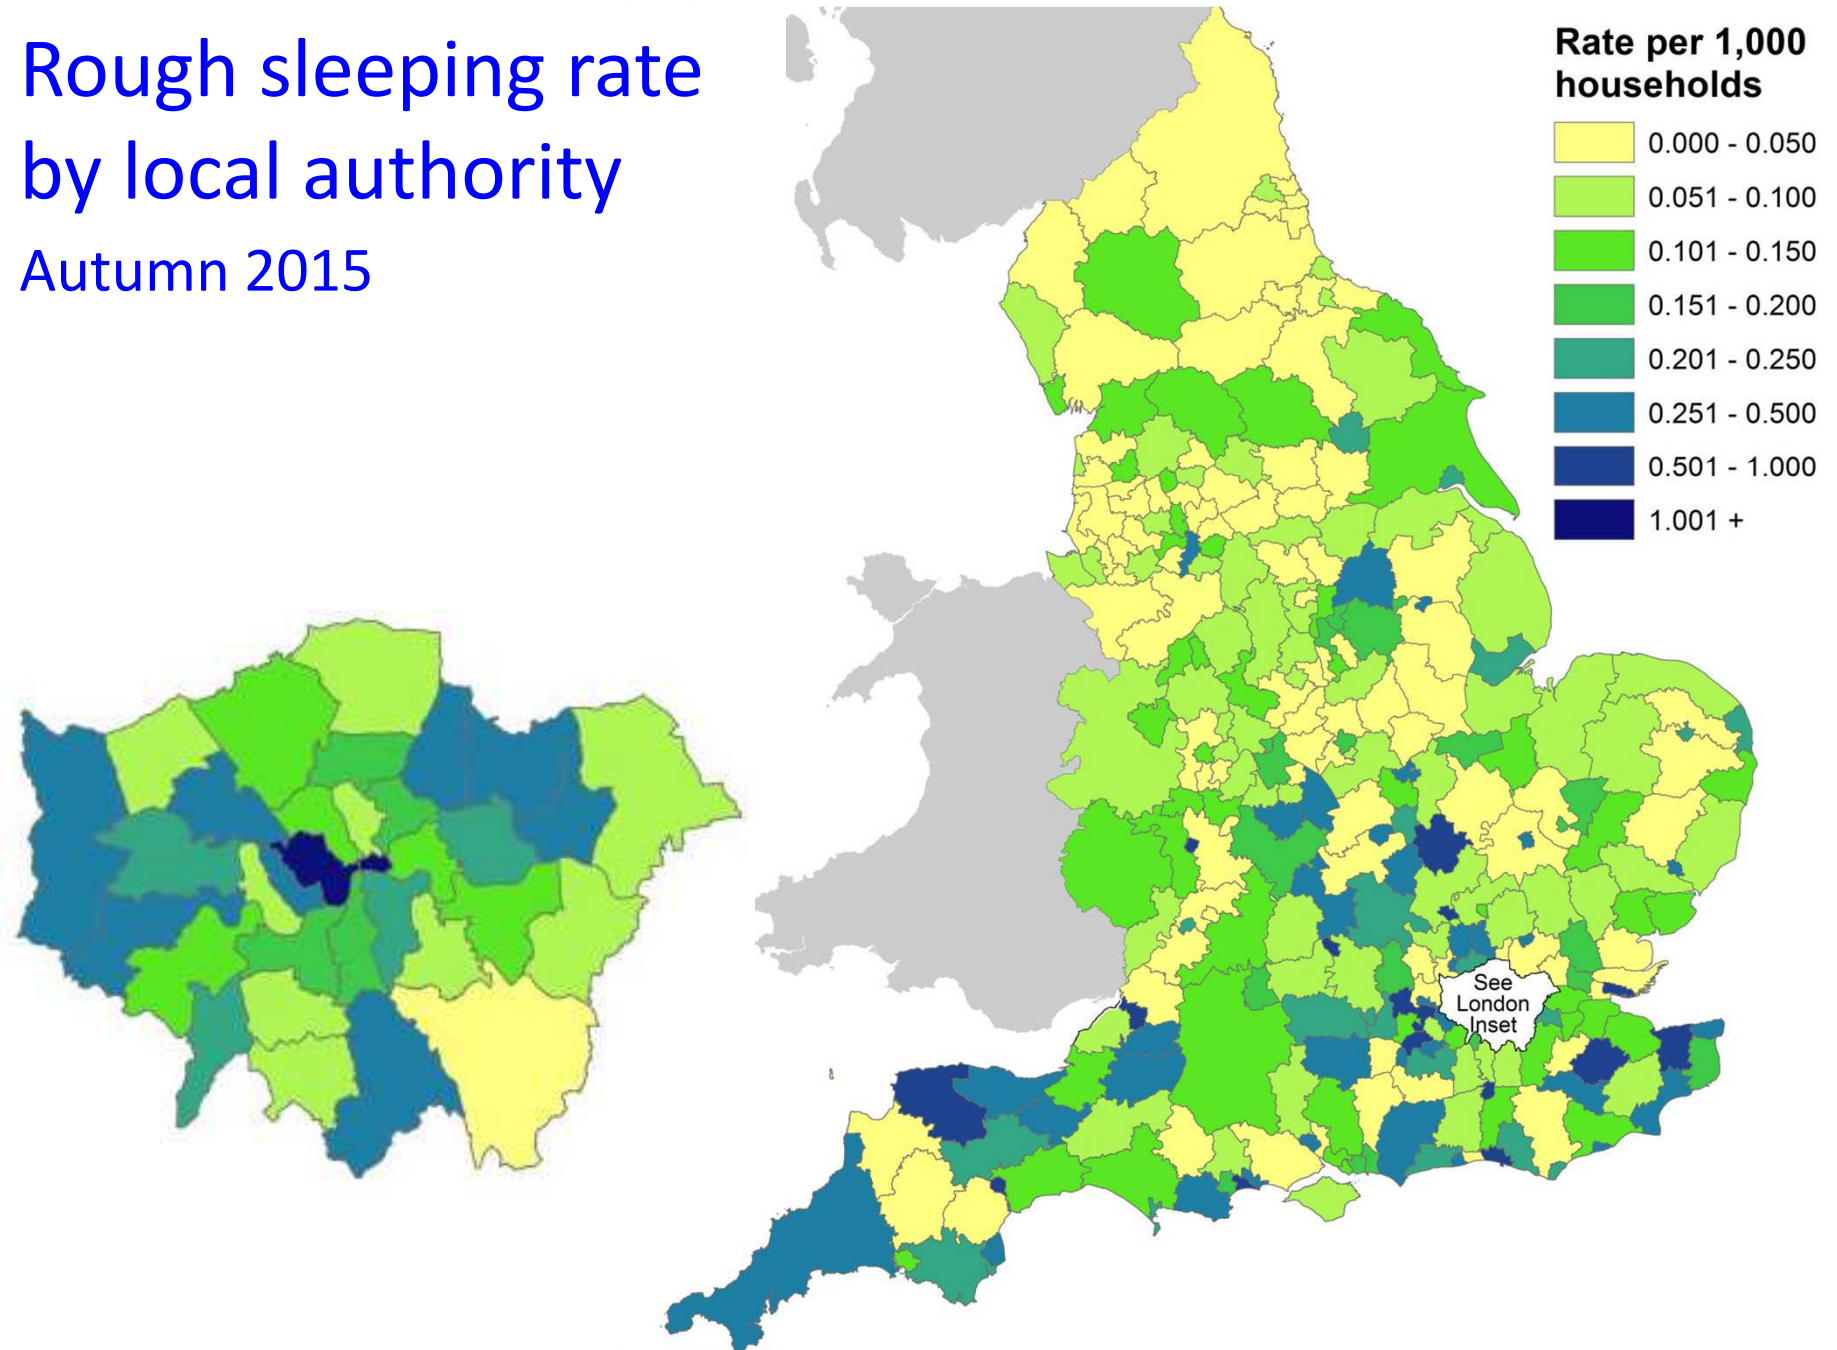 Rough sleeping rate
by local authority
Autumn 2015
Rate per 1,000
households
0.000 - 0.050
0.051 - 0.100
0.101 - 0.150
0.151 - 0.200
0.201 - 0.250
0.251 - 0.500
0.501 - 1.000
1.001 +
See
London
Inset